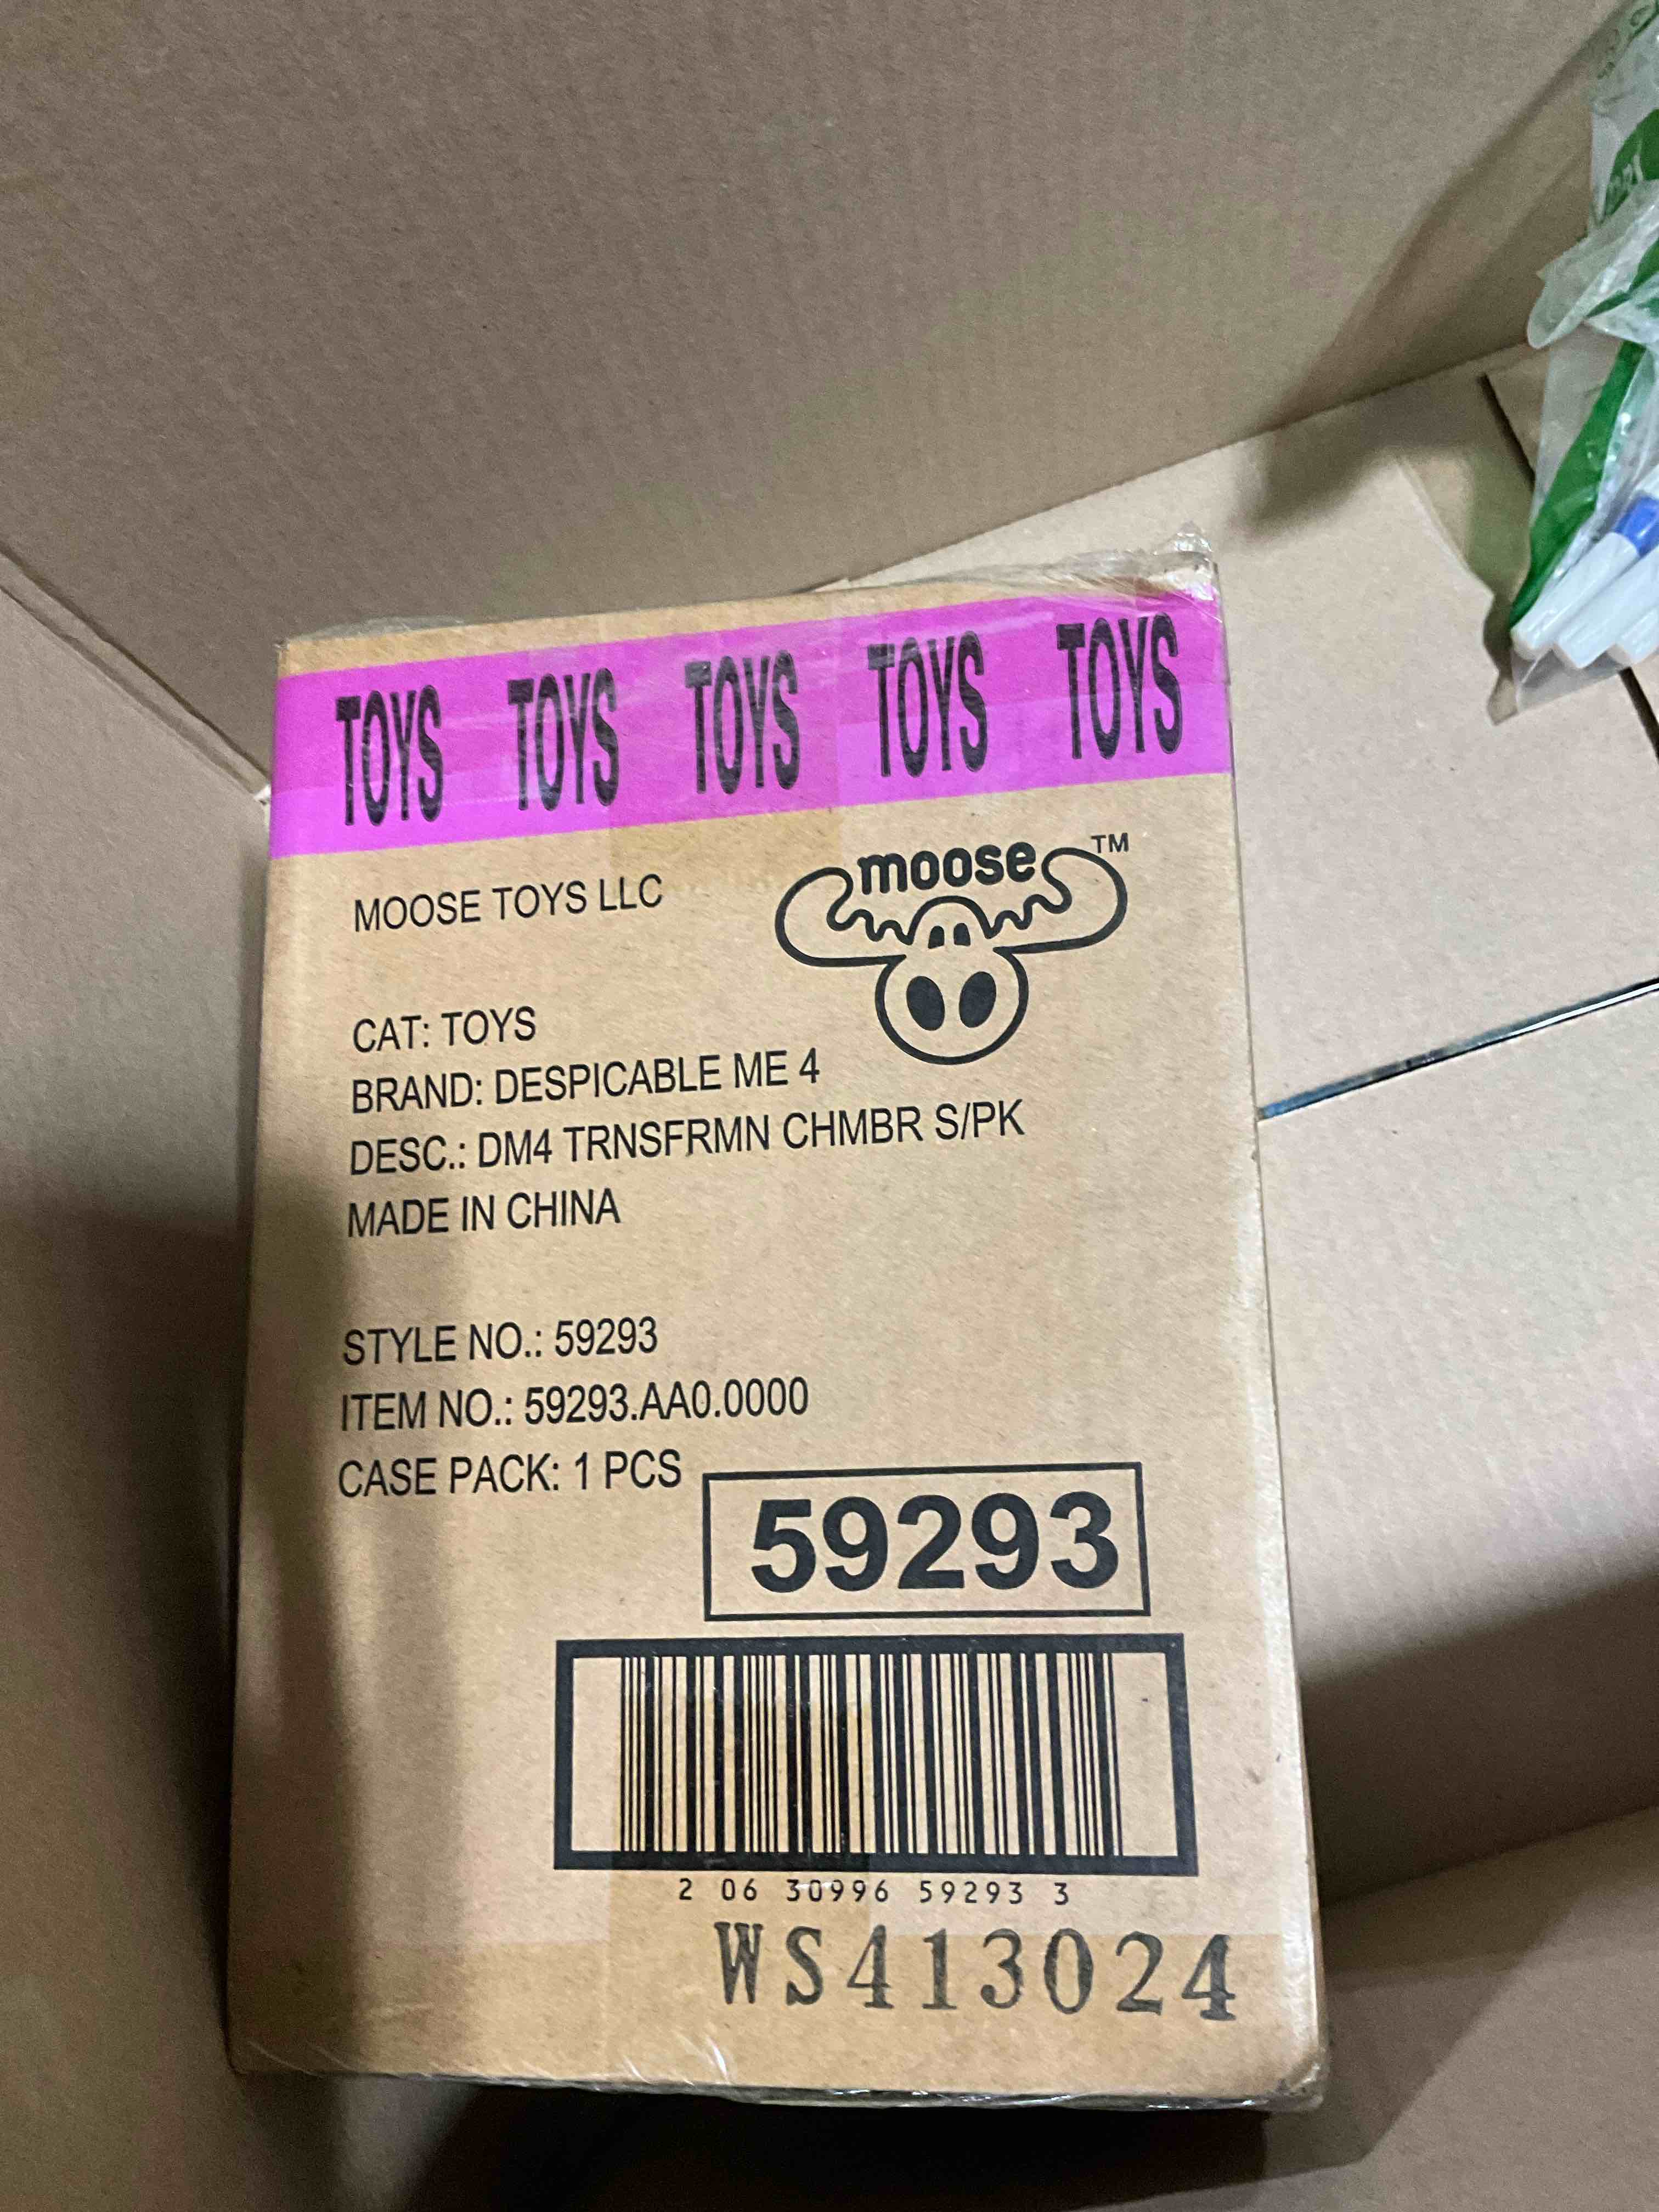 TOYS TOYS TOYS TOYS TOYS
MOOSE TOYS LLC
moose TM
CAT: TOYS
BRAND: DESPICABLE ME 4
DESC.: DM4 TRNSFRMN CHMBR S/PK
MADE IN CHINA
STYLE NO.: 59293
ITEM NO.: 59293.AA0.0000
CASE PACK: 1 PCS
59293
2 06 30996 59293 3
WS413024